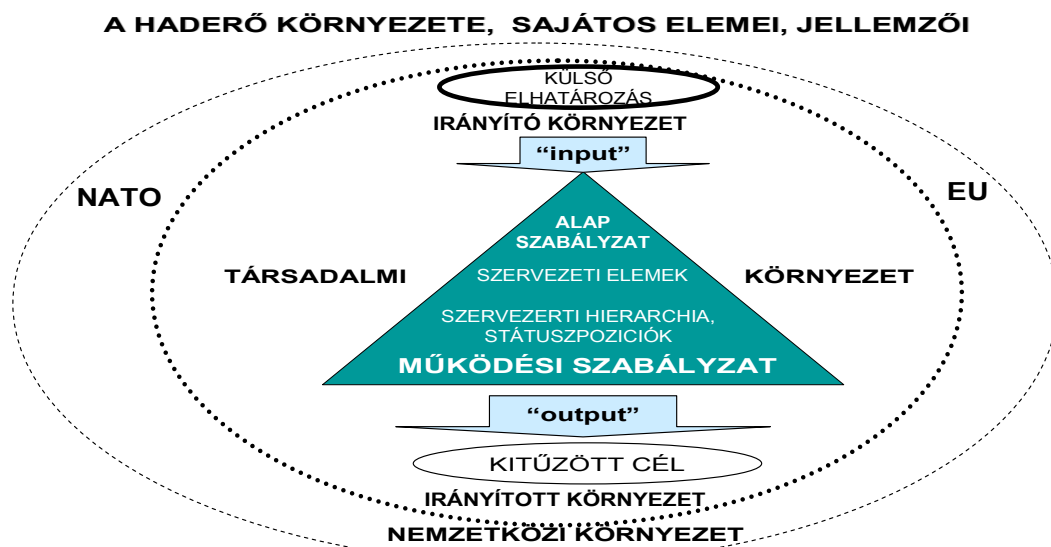 A HADERŐ KÖRNYEZETE, SAJÁTOS ELEMEI, JELLEMZŐI
KÜLSŐ
ELHATÁROZÁS
IRÁNYÍTÓ KÖRNYEZET
“input”
NATO
EU
ALAP
SZABÁLYZAT
TÁRSADALMI
SZERVEZETI ELEMEK
KÖRNYEZET
SZERVEZERTI HIERARCHIA,
STÁTUSZPOZICIÓK
MŰKÖDÉSI SZABÁLYZAT
“output”
KITŰZÖTT CÉL
IRÁNYÍTOTT KÖRNYEZET
NEMZETKÖZI KÖRNYEZET